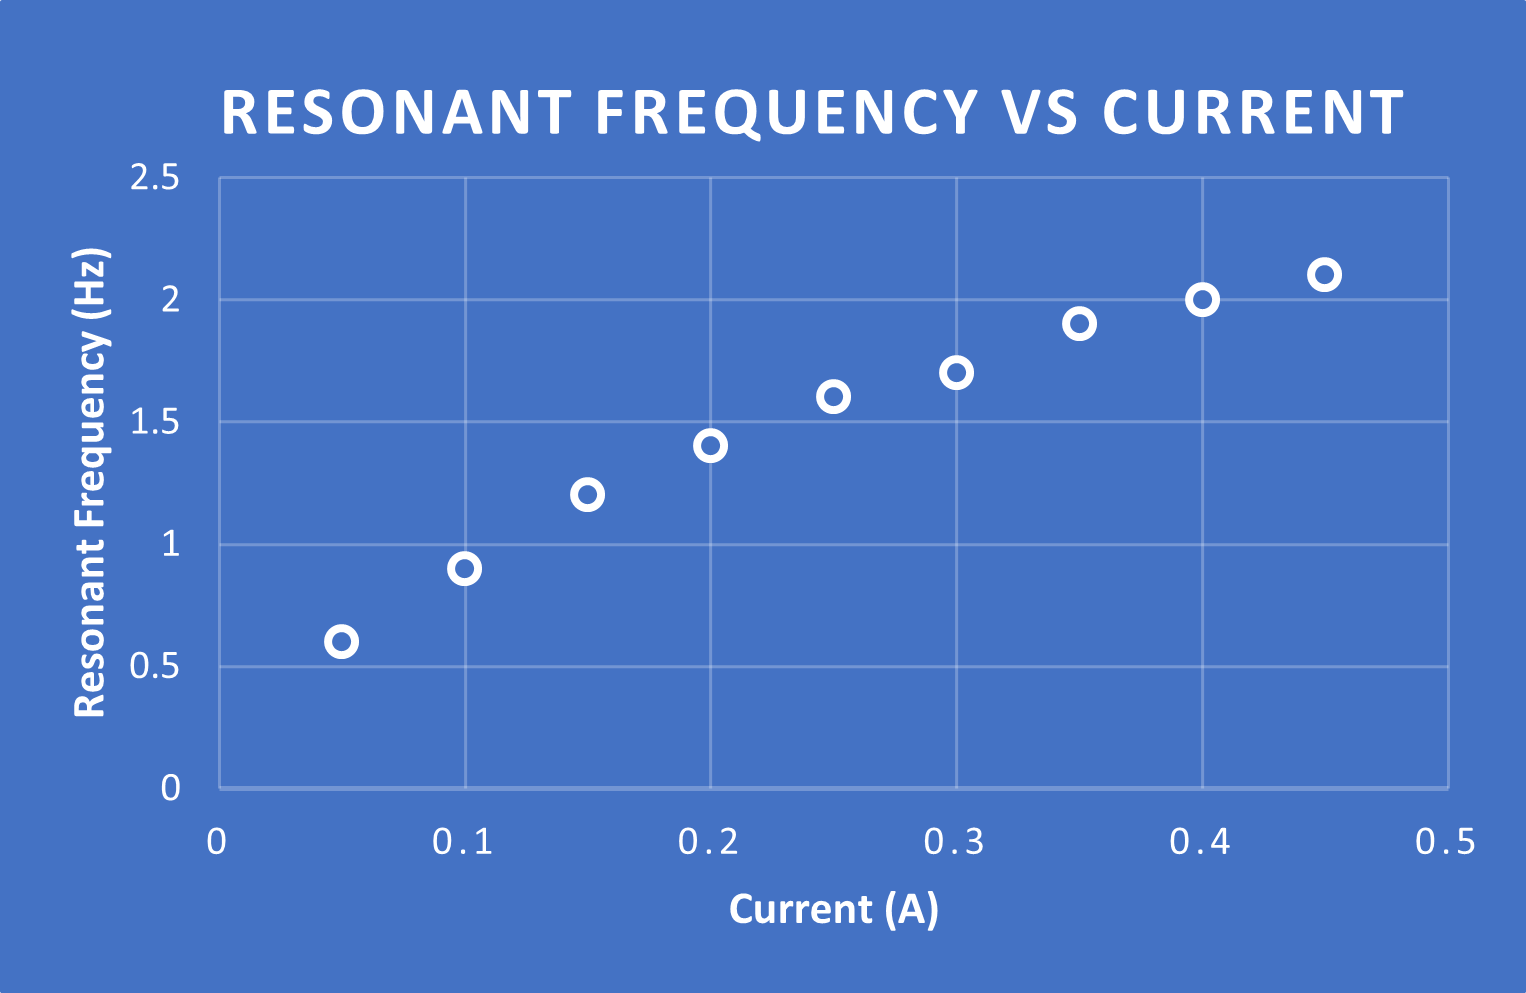 RESONANT FREQUENCY VS CURRENT
2.5
2
1.5
1
0.5
0
Resonant Frequency (Hz)
0 0.1 0.2 0.3 0.4 0.5
Current (A)